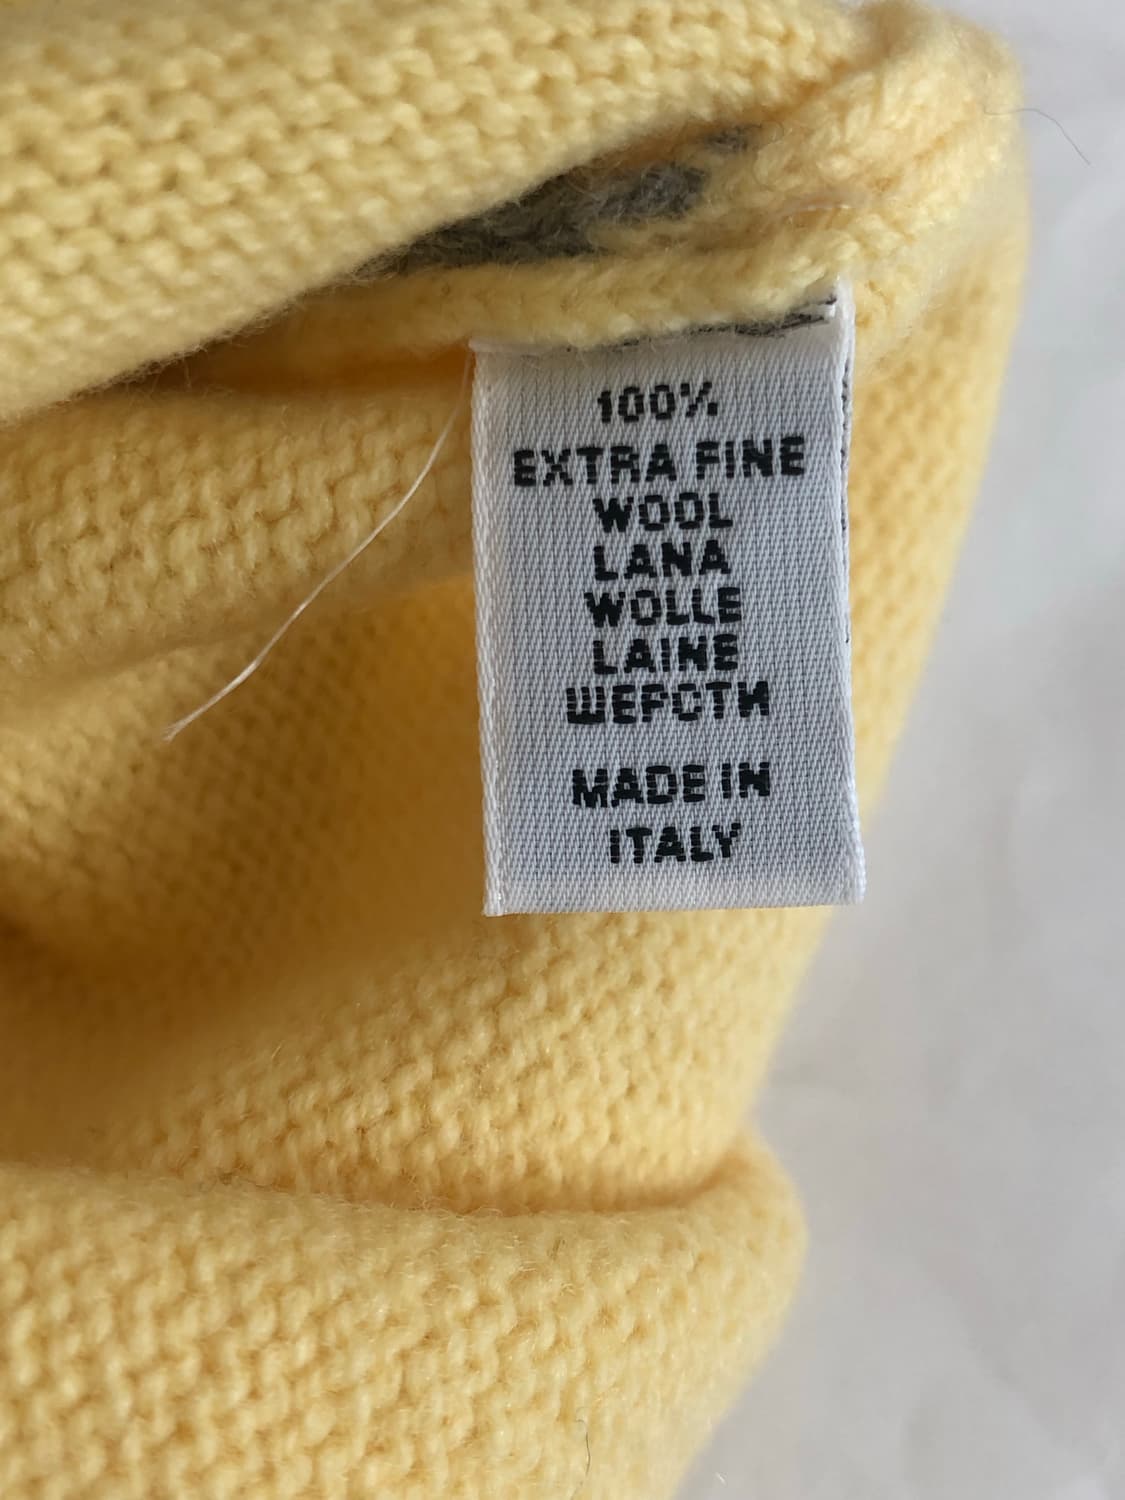 100%
EXTRA FINE
WOOL
LANA
WOLLE
LAINE
ШЕРСТИ
MADE IN
ITALY